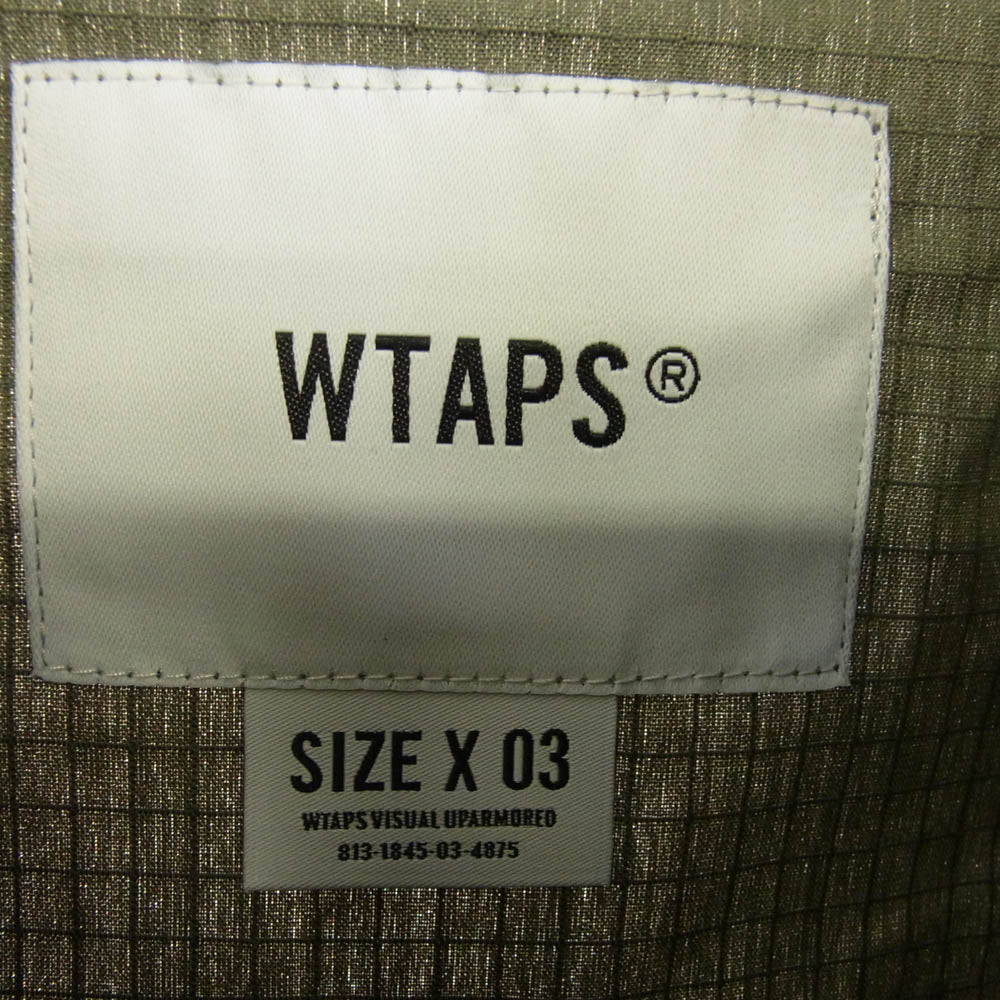 WTAPS®
SIZE X 03
WTAPS VISUAL UPARMORED
813-1845-03-4875